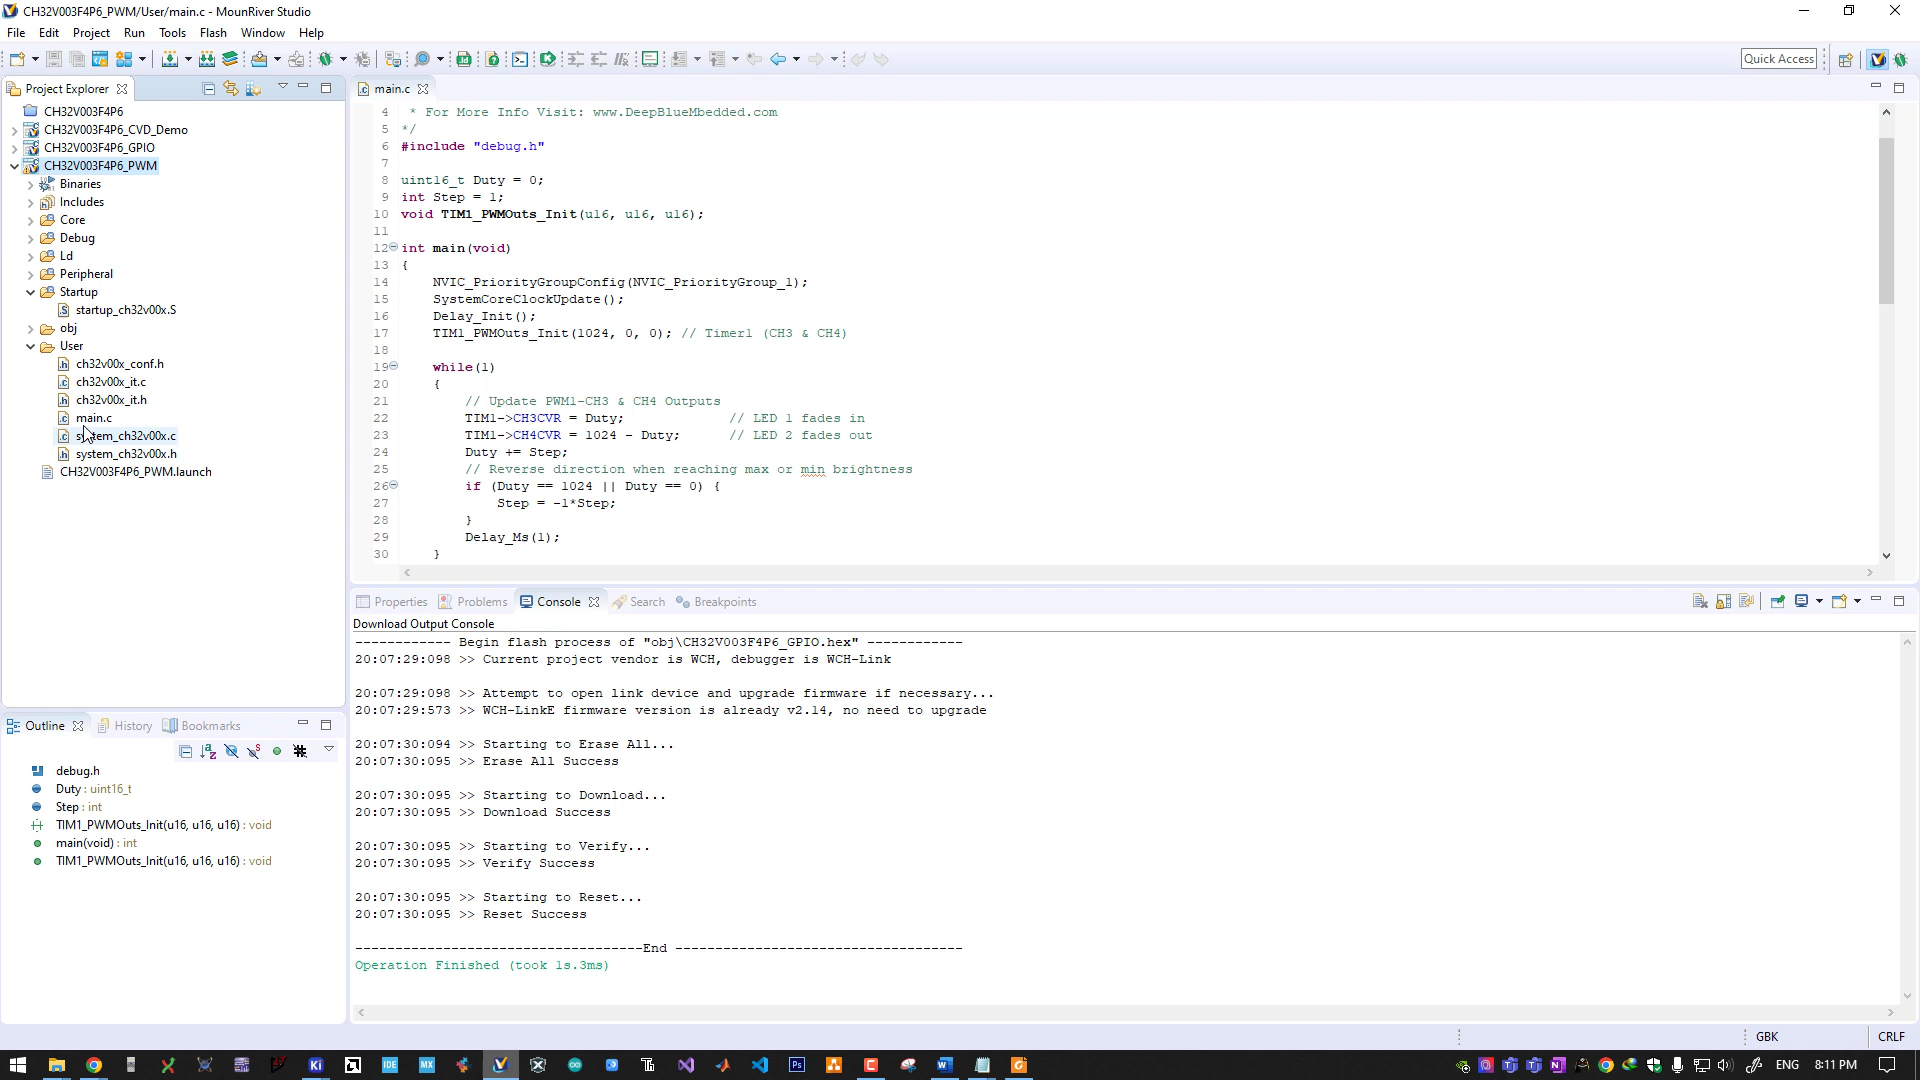 CH32V003F4P6_PWM/User/main.c - MounRiver Studio
File Edit Project Run Tools Flash Window Help
Quick Access
Project Explorer
CH32V003F4P6
CH32V003F4P6_CVD_Demo
CH32V003F4P6_GPIO
CH32V003F4P6_PWM
Binaries
Includes
Core
Debug
Ld
Peripheral
Startup
startup_ch32v00x.S
obj
User
ch32v00x_conf.h
ch32v00x_it.c
ch32v00x_it.h
main.c
system_ch32v00x.c
system_ch32v00x.h
CH32V003F4P6_PWM.launch
main.c
4 * For More Info Visit: www.DeepBlueMbedded.com
5 */
6 #include "debug.h"
7
8 uint16_t Duty = 0;
9 int Step = 1;
10 void TIM1_PWMOuts_Init(u16, u16, u16);
11
12 int main(void)
13 {
14 NVIC_PriorityGroupConfig(NVIC_PriorityGroup_1);
15 SystemCoreClockUpdate();
16 Delay_Init();
17 TIM1_PWMOuts_Init(1024, 0, 0); // Timer1 (CH3 & CH4)
18
19 while(1)
20 {
21 // Update PWM1-CH3 & CH4 Outputs
22 TIM1->CH3CVR = Duty; // LED 1 fades in
23 TIM1->CH4CVR = 1024 - Duty; // LED 2 fades out
24 Duty += Step;
25 // Reverse direction when reaching max or min brightness
26 if (Duty == 1024 || Duty == 0) {
27 Step = -1*Step;
28 }
29 Delay_Ms(1);
30 }
Outline History Bookmarks
debug.h
Duty : uint16_t
Step : int
TIM1_PWMOuts_Init(u16, u16, u16) : void
main(void) : int
TIM1_PWMOuts_Init(u16, u16, u16) : void
Properties Problems Console Search Breakpoints
Download Output Console
------------ Begin flash process of "obj\CH32V003F4P6_GPIO.hex" ------------
20:07:29:098 >> Current project vendor is WCH, debugger is WCH-Link
20:07:29:098 >> Attempt to open link device and upgrade firmware if necessary...
20:07:29:573 >> WCH-LinkE firmware version is already v2.14, no need to upgrade
20:07:30:094 >> Starting to Erase All...
20:07:30:095 >> Erase All Success
20:07:30:095 >> Starting to Download...
20:07:30:095 >> Download Success
20:07:30:095 >> Starting to Verify...
20:07:30:095 >> Verify Success
20:07:30:095 >> Starting to Reset...
20:07:30:095 >> Reset Success
------------------------------------End ------------------------------------
Operation Finished (took 1s.3ms)
GBK CRLF
Ki IDE MX Ps ENG 8:11 PM